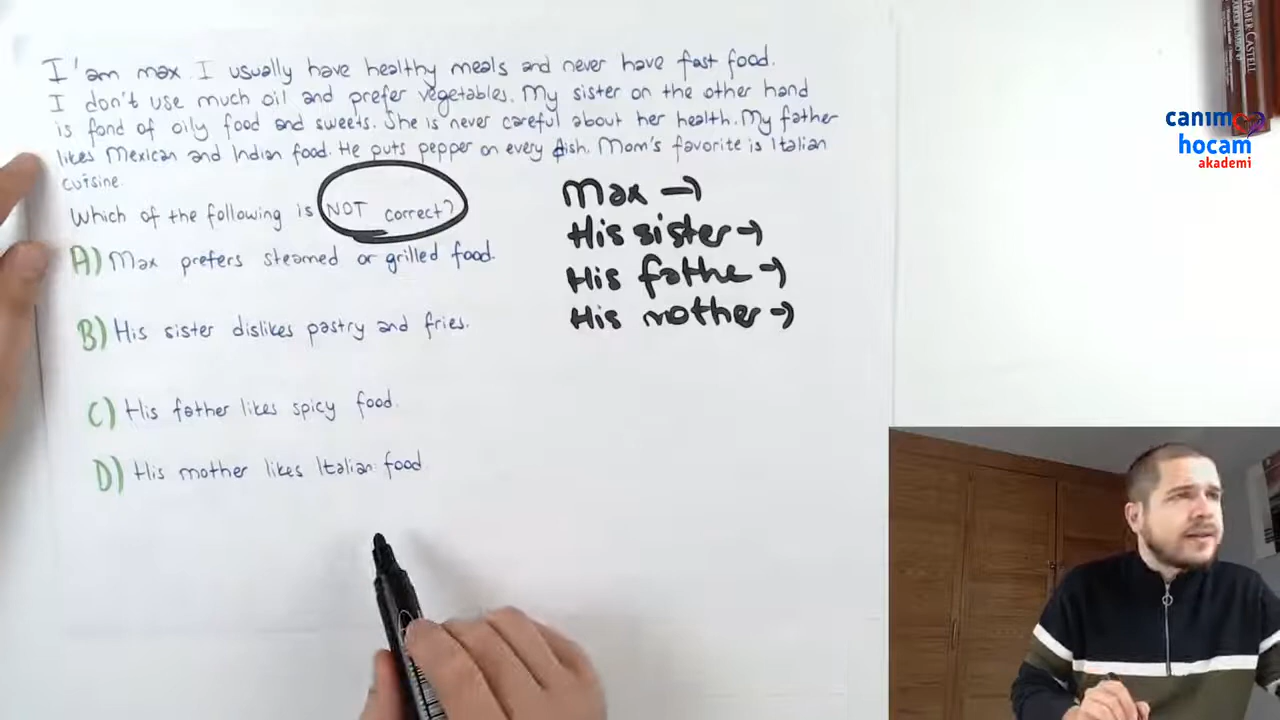 I'am max. I usually have healthy meals and never have fast food.
I don't use much oil and prefer vegetables. My sister on the other hand
is fond of oily food and sweets. She is never careful about her health. My father
likes Mexican and Indian food. He puts pepper on every dish. Mom's favorite is Italian
cuisine.
Which of the following is NOT correct?
A) Max prefers steamed or grilled food.
B) His sister dislikes pastry and fries.
C) His father likes spicy food.
D) His mother likes Italian food.
Max →
His sister →
His fathe →
His mother →
canım
hocam
akademi
FABER CASTELL